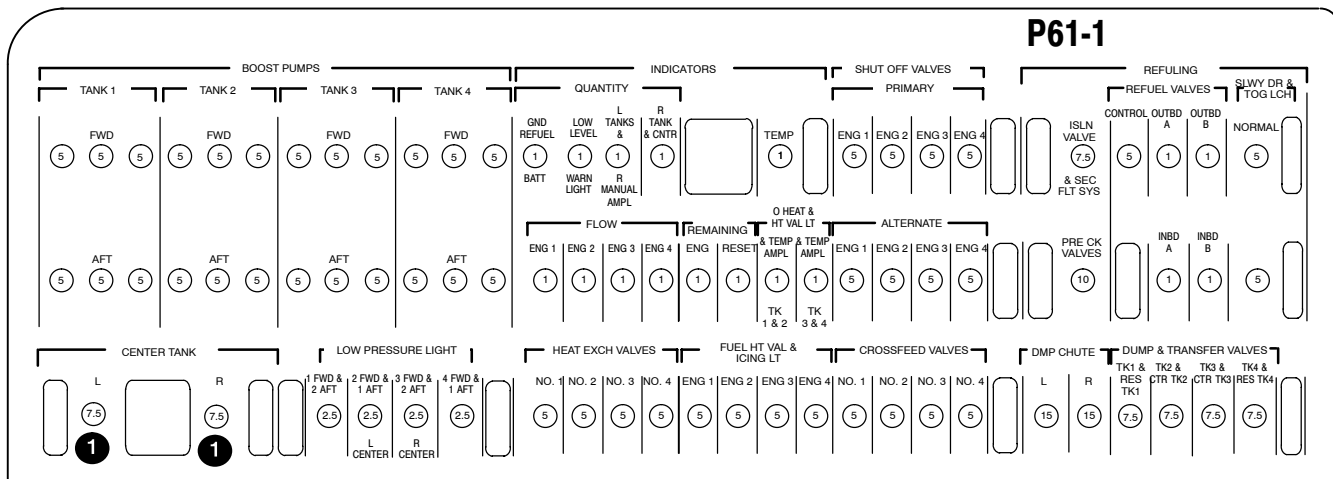 P61-1
BOOST PUMPS INDICATORS SHUT OFF VALVES REFULING
TANK 1 TANK 2 TANK 3 TANK 4 QUANTITY PRIMARY REFUEL VALVES SLWY DR &
TOG LCH
FWD FWD FWD FWD
GND
REFUEL
LOW
LEVEL
L
TANKS
&
R
TANK
& CNTR
TEMP
ENG 1 ENG 2 ENG 3 ENG 4
ISLN
VALVE
CONTROL
OUTBD
A
OUTBD
B
NORMAL
5 5 5 5 5 5 5 5 5 5 5 5 1 1 1 1 1 5 5 5 5 7.5 5 1 1 5
BATT
WARN
LIGHT
R
MANUAL
AMPL
& SEC
FLT SYS
FLOW REMAINING
O HEAT &
HT VAL LT
ALTERNATE
AFT AFT AFT AFT
ENG 1 ENG 2 ENG 3 ENG 4 ENG RESET
& TEMP
AMPL
& TEMP
AMPL
ENG 1 ENG 2 ENG 3 ENG 4
PRE CK
VALVES
INBD
A
INBD
B
5 5 5 5 5 5 5 5 5 5 5 5 1 1 1 1 1 1 1 1 5 5 5 5 10 1 1 5
TK
1 & 2
TK
3 & 4
CENTER TANK LOW PRESSURE LIGHT HEAT EXCH VALVES
FUEL HT VAL &
ICING LT
CROSSFEED VALVES DMP CHUTE DUMP & TRANSFER VALVES
L R
1 FWD &
2 AFT
2 FWD &
1 AFT
3 FWD &
2 AFT
4 FWD &
1 AFT
NO. 1 NO. 2 NO. 3 NO. 4 ENG 1 ENG 2 ENG 3 ENG 4 NO. 1 NO. 2 NO. 3 NO. 4 L R
TK1 &
RES
TK1
TK2 &
CTR TK2
TK3 &
CTR TK3
TK4 &
RES TK4
7.5 7.5 2.5 2.5 2.5 2.5 5 5 5 5 5 5 5 5 5 5 5 5 15 15 7.5 7.5 7.5 7.5
1 1
L
CENTER
R
CENTER